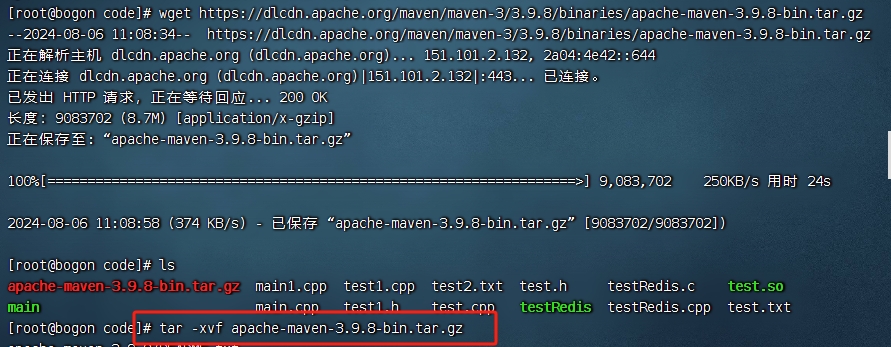 [root@bogon code]# wget https://dlcdn.apache.org/maven/maven-3/3.9.8/binaries/apache-maven-3.9.8-bin.tar.gz
--2024-08-06 11:08:34--  https://dlcdn.apache.org/maven/maven-3/3.9.8/binaries/apache-maven-3.9.8-bin.tar.gz
正在解析主机 dlcdn.apache.org (dlcdn.apache.org)... 151.101.2.132, 2a04:4e42::644
正在连接 dlcdn.apache.org (dlcdn.apache.org)|151.101.2.132|:443... 已连接。
已发出 HTTP 请求，正在等待回应... 200 OK
长度：9083702 (8.7M) [application/x-gzip]
正在保存至: “apache-maven-3.9.8-bin.tar.gz”
100%[==================================================================>] 9,083,702    250KB/s 用时 24s
2024-08-06 11:08:58 (374 KB/s) - 已保存 “apache-maven-3.9.8-bin.tar.gz” [9083702/9083702])
[root@bogon code]# ls
apache-maven-3.9.8-bin.tar.gz  main1.cpp  test1.cpp  test2.txt  test.h     testRedis.c    test.so
main                           main.cpp   test1.h    test.cpp   testRedis  testRedis.cpp  test.txt
[root@bogon code]# tar -xvf apache-maven-3.9.8-bin.tar.gz